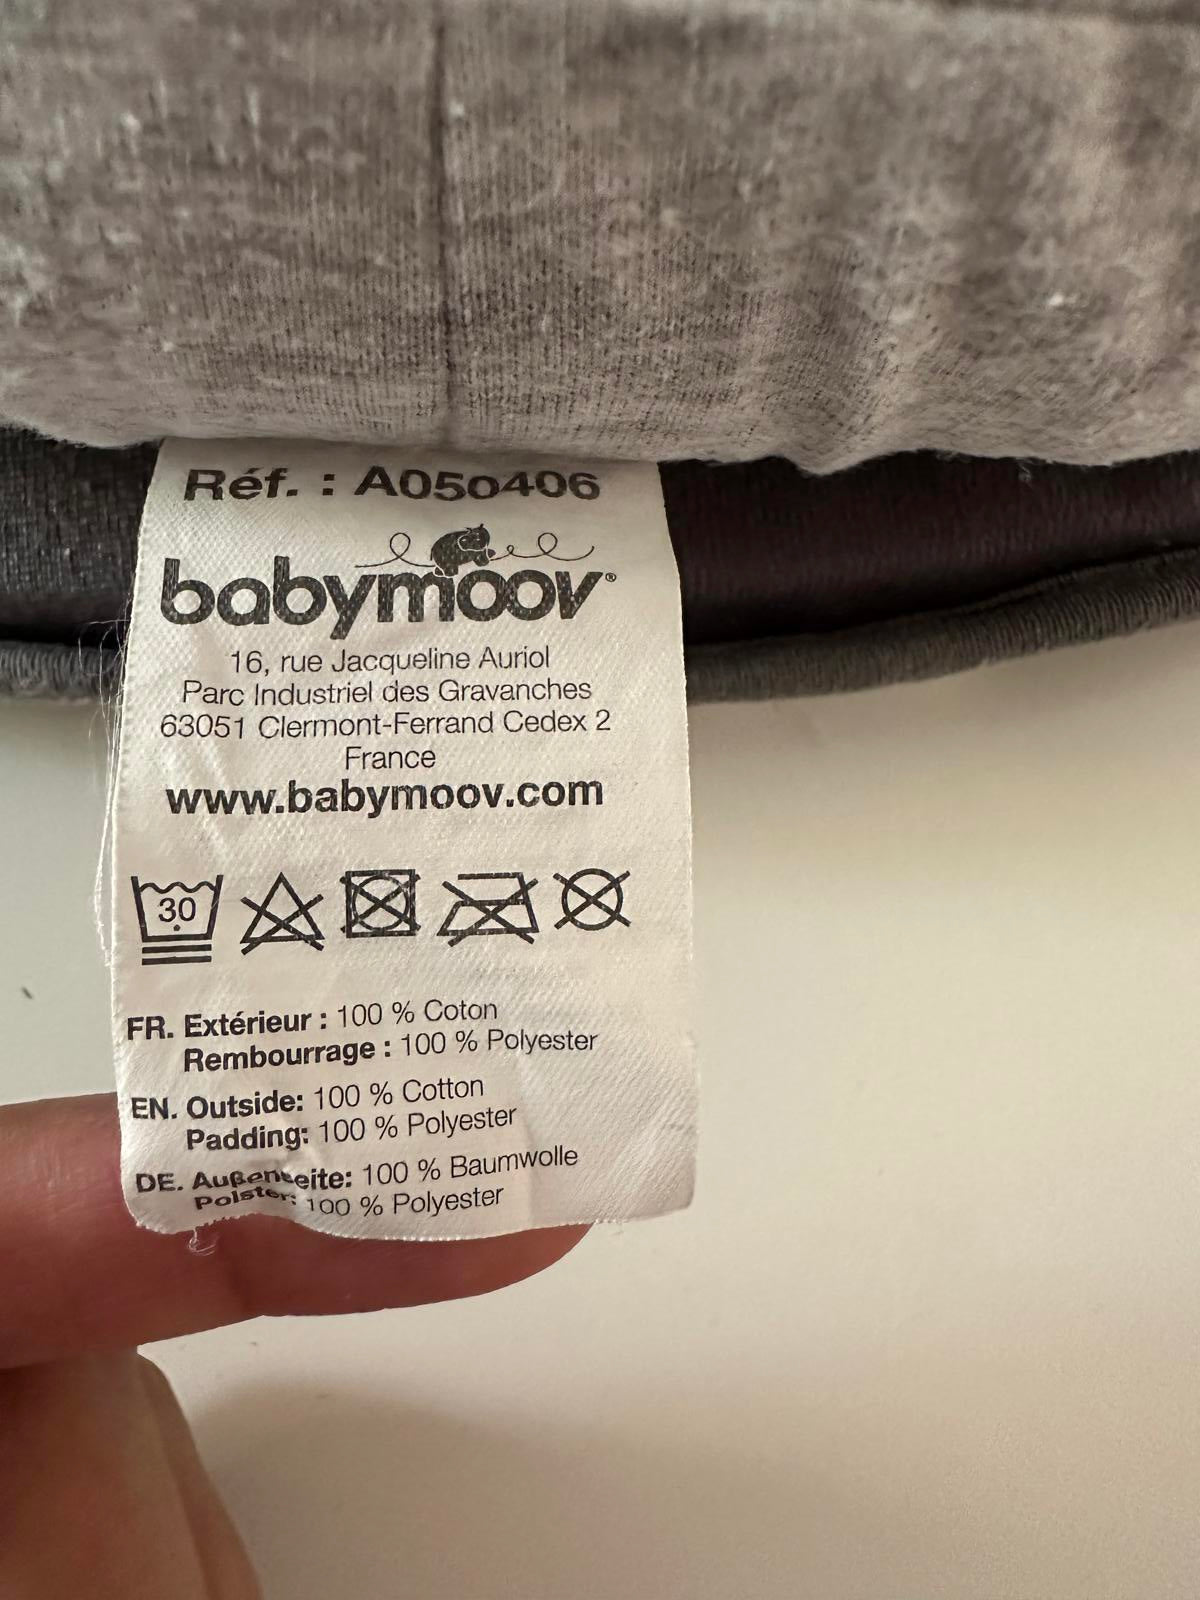 Réf. : A050406
babymoov®
16, rue Jacqueline Auriol
Parc Industriel des Gravanches
63051 Clermont-Ferrand Cedex 2
France
www.babymoov.com
30
FR. Extérieur : 100 % Coton
Rembourrage : 100 % Polyester
EN. Outside: 100 % Cotton
Padding: 100 % Polyester
DE. Außenseite: 100 % Baumwolle
Polster: 100 % Polyester